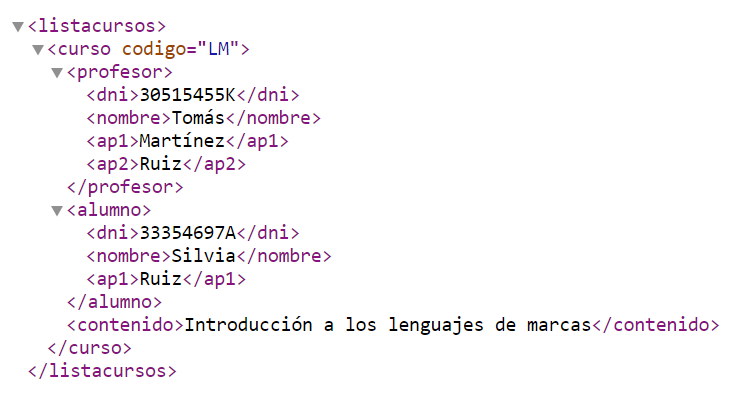 <listacursos>
<curso codigo="LM">
<profesor>
<dni>30515455K</dni>
<nombre>Tomás</nombre>
<ap1>Martínez</ap1>
<ap2>Ruiz</ap2>
</profesor>
<alumno>
<dni>33354697A</dni>
<nombre>Silvia</nombre>
<ap1>Ruiz</ap1>
</alumno>
<contenido>Introducción a los lenguajes de marcas</contenido>
</curso>
</listacursos>